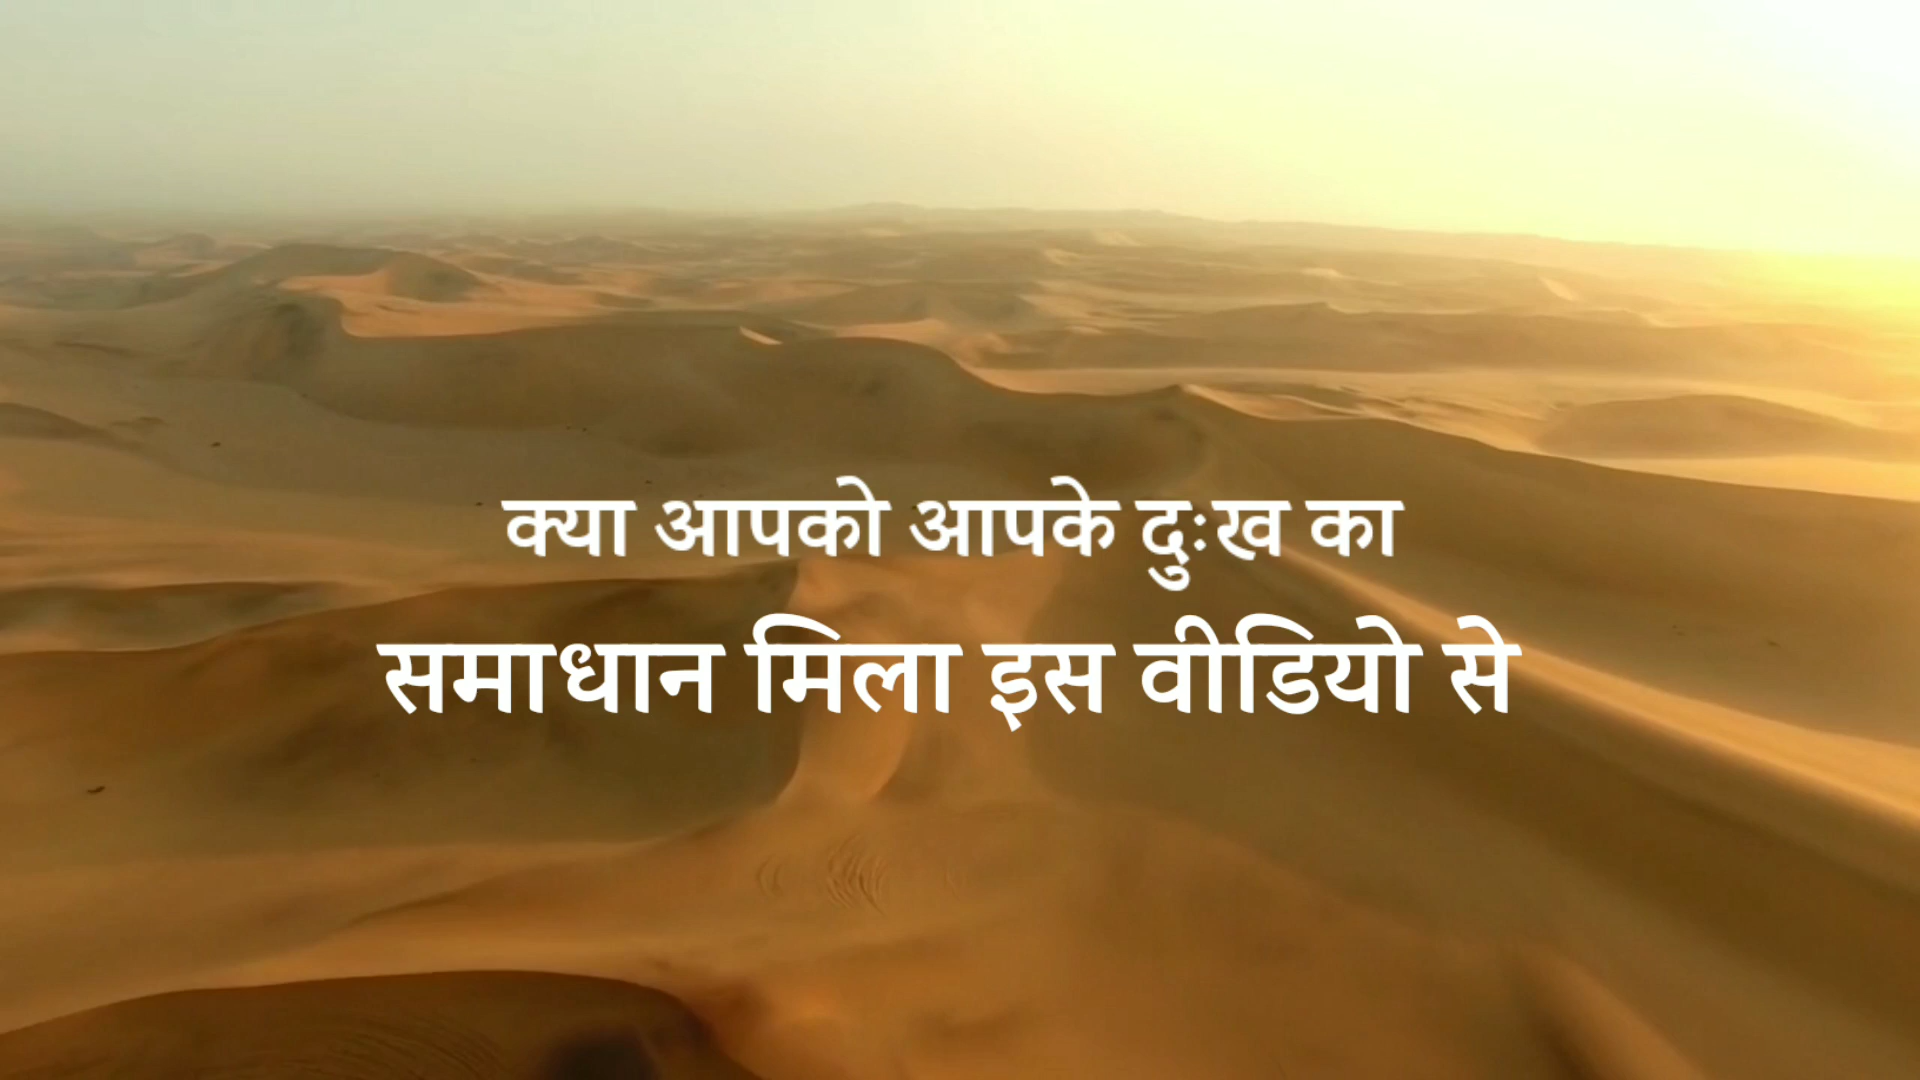 क्या आपको आपके दुःख का
समाधान मिला इस वीडियो से